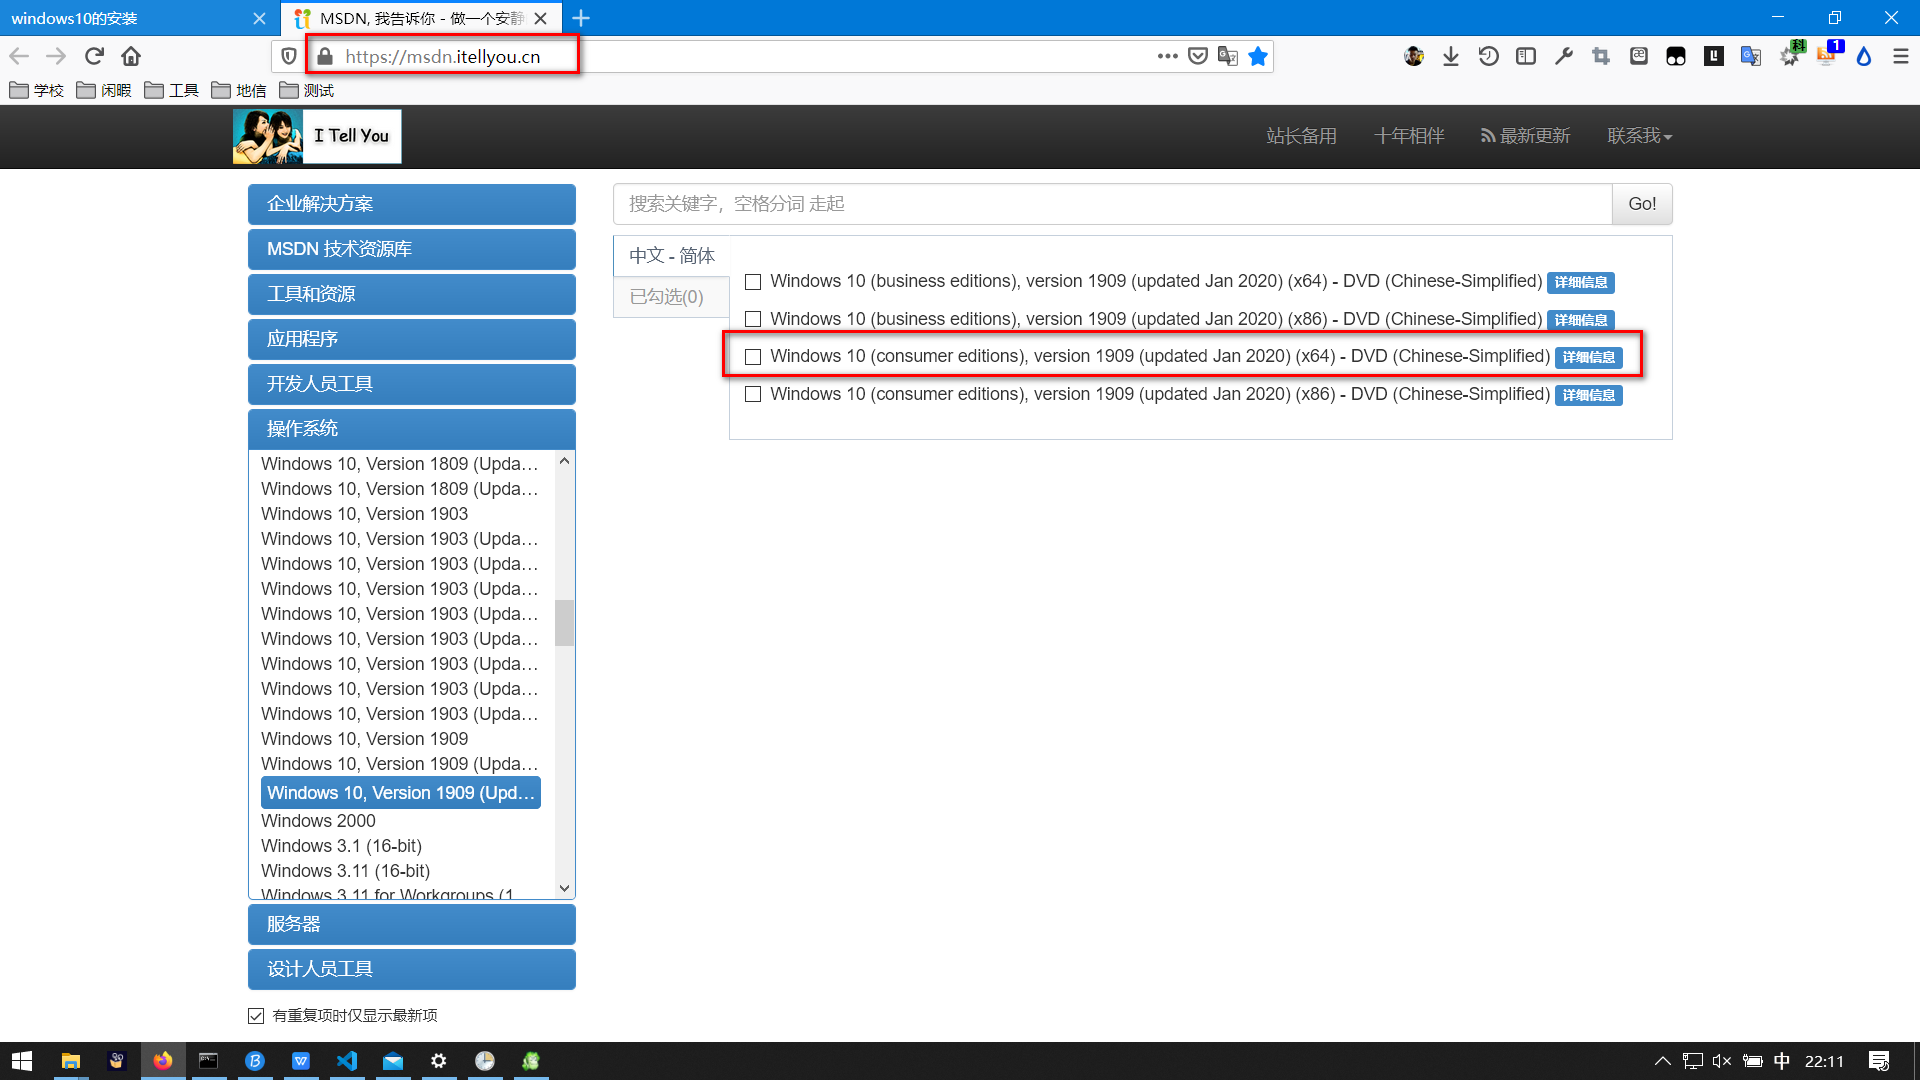 windows10的安装
MSDN, 我告诉你 - 做一个安静
https://msdn.itellyou.cn
科
1
学校
闲暇
工具
地信
测试
I Tell You
站长备用
十年相伴
最新更新
联系我
企业解决方案
MSDN 技术资源库
工具和资源
应用程序
开发人员工具
操作系统
Windows 10, Version 1809 (Upda…
Windows 10, Version 1809 (Upda…
Windows 10, Version 1903
Windows 10, Version 1903 (Upda…
Windows 10, Version 1903 (Upda…
Windows 10, Version 1903 (Upda…
Windows 10, Version 1903 (Upda…
Windows 10, Version 1903 (Upda…
Windows 10, Version 1903 (Upda…
Windows 10, Version 1903 (Upda…
Windows 10, Version 1903 (Upda…
Windows 10, Version 1909
Windows 10, Version 1909 (Upda…
Windows 10, Version 1909 (Upd…
Windows 2000
Windows 3.1 (16-bit)
Windows 3.11 (16-bit)
Windows 3.11 for Workgroups (1
服务器
设计人员工具
有重复项时仅显示最新项
搜索关键字，空格分词 走起
Go!
中文 - 简体
已勾选(0)
Windows 10 (business editions), version 1909 (updated Jan 2020) (x64) - DVD (Chinese-Simplified) 详细信息
Windows 10 (business editions), version 1909 (updated Jan 2020) (x86) - DVD (Chinese-Simplified) 详细信息
Windows 10 (consumer editions), version 1909 (updated Jan 2020) (x64) - DVD (Chinese-Simplified) 详细信息
Windows 10 (consumer editions), version 1909 (updated Jan 2020) (x86) - DVD (Chinese-Simplified) 详细信息
中
22:11